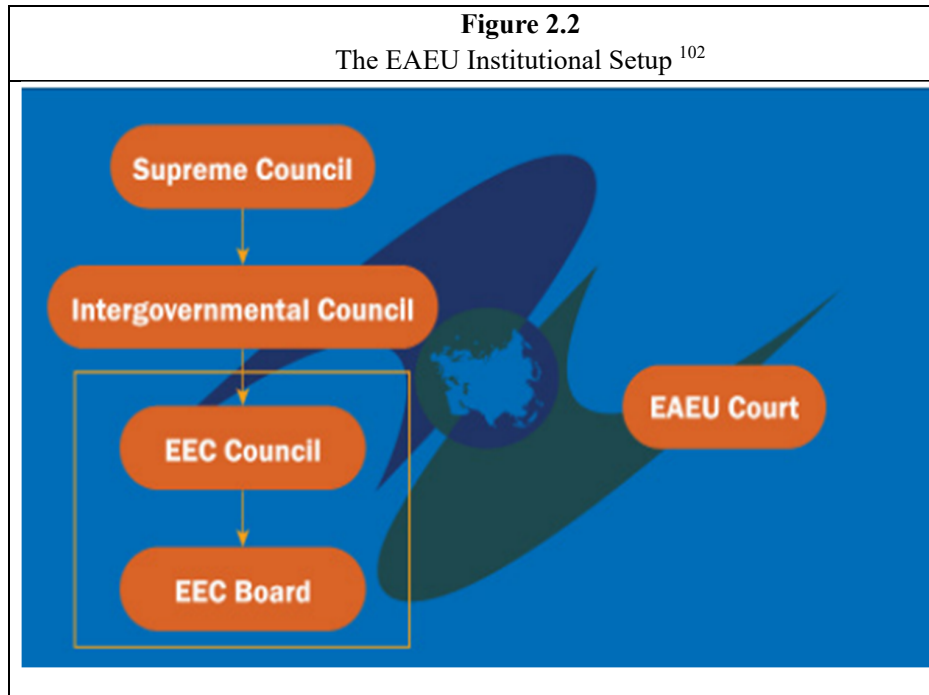 Figure 2.2
The EAEU Institutional Setup 102
Supreme Council
Intergovernmental Council
EEC Council
EEC Board
EAEU Court